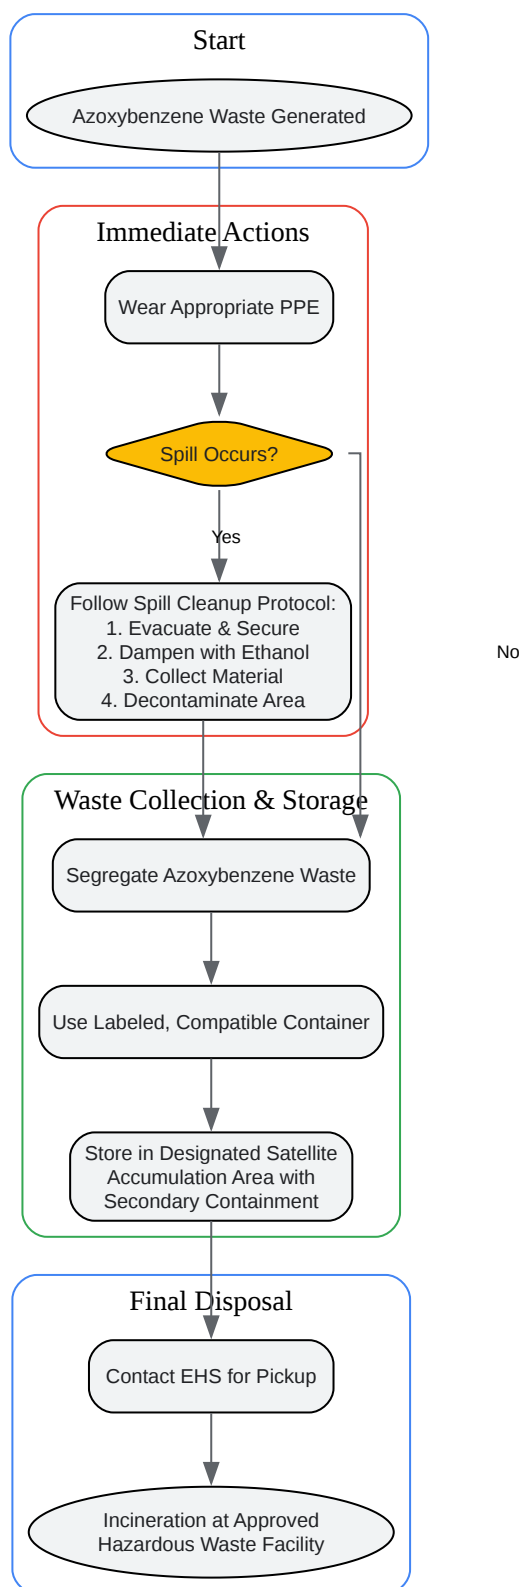 Start
Azoxybenzene Waste Generated
Immediate Actions
Wear Appropriate PPE
Spill Occurs?
Yes
Follow Spill Cleanup Protocol:
1. Evacuate & Secure
2. Dampen with Ethanol
3. Collect Material
4. Decontaminate Area
No
Waste Collection & Storage
Segregate Azoxybenzene Waste
Use Labeled, Compatible Container
Store in Designated Satellite
Accumulation Area with
Secondary Containment
Final Disposal
Contact EHS for Pickup
Incineration at Approved
Hazardous Waste Facility